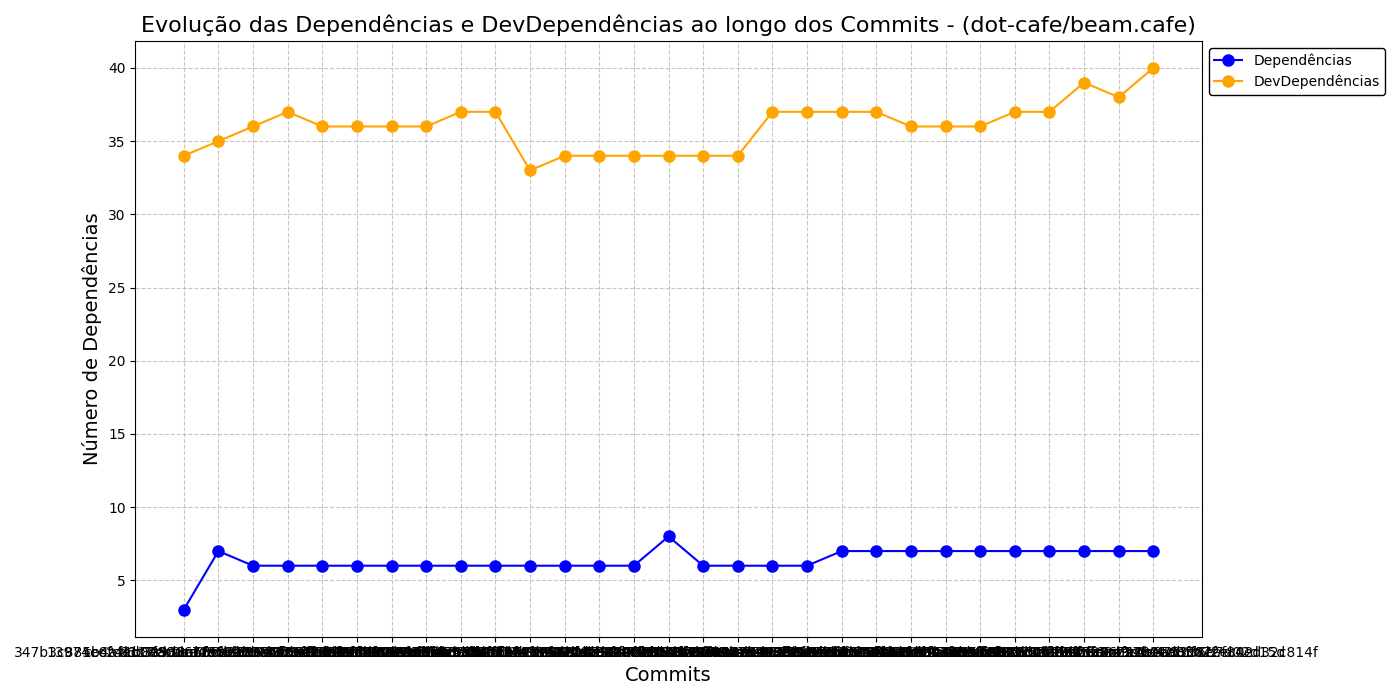 Evolução das Dependências e DevDependências ao longo dos Commits - (dot-cafe/beam.cafe)
Dependências
DevDependências
Número de Dependências
40
35
30
25
20
15
10
5
Commits